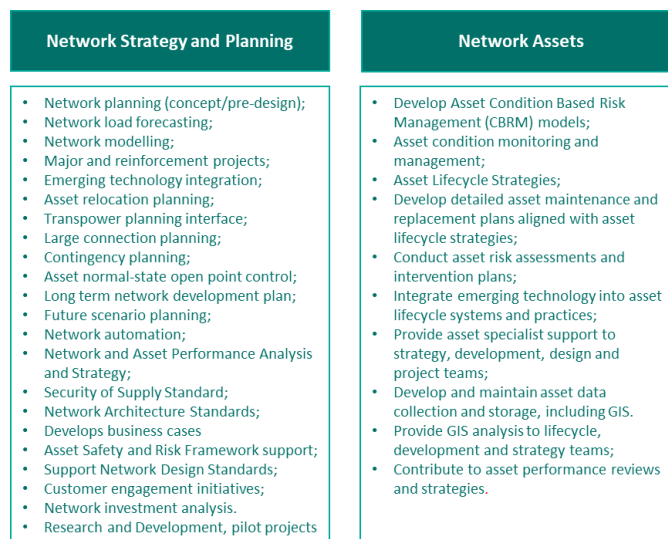 Network Strategy and Planning
• Network planning (concept/pre-design);
• Network load forecasting;
• Network modelling;
• Major and reinforcement projects;
• Emerging technology integration;
• Asset relocation planning;
• Transpower planning interface;
• Large connection planning;
• Contingency planning;
• Asset normal-state open point control;
• Long term network development plan;
• Future scenario planning;
• Network automation;
• Network and Asset Performance Analysis
and Strategy;
• Security of Supply Standard;
• Network Architecture Standards;
• Develops business cases
• Asset Safety and Risk Framework support;
• Support Network Design Standards;
• Customer engagement initiatives;
• Network investment analysis.
• Research and Development, pilot projects
Network Assets
• Develop Asset Condition Based Risk
Management (CBRM) models;
• Asset condition monitoring and
management;
• Asset Lifecycle Strategies;
• Develop detailed asset maintenance and
replacement plans aligned with asset
lifecycle strategies;
• Conduct asset risk assessments and
intervention plans;
• Integrate emerging technology into asset
lifecycle systems and practices;
• Provide asset specialist support to
strategy, development, design and
project teams;
• Develop and maintain asset data
collection and storage, including GIS.
• Provide GIS analysis to lifecycle,
development and strategy teams;
• Contribute to asset performance reviews
and strategies.